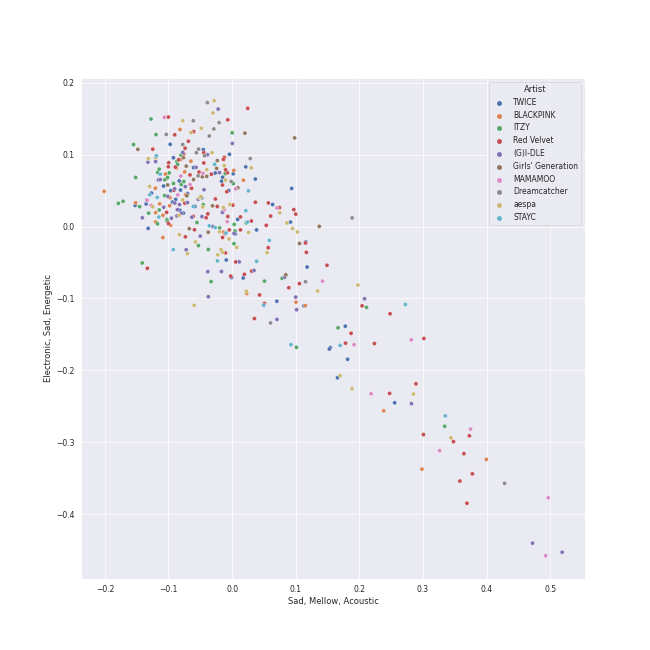 0.2
0.1
0.0
−0.1
−0.2
−0.3
−0.4
Electronic, Sad, Energetic
−0.2 −0.1 0.0 0.1 0.2 0.3 0.4 0.5
Sad, Mellow, Acoustic
Artist
TWICE
BLACKPINK
ITZY
Red Velvet
(G)I-DLE
Girls' Generation
MAMAMOO
Dreamcatcher
aespa
STAYC